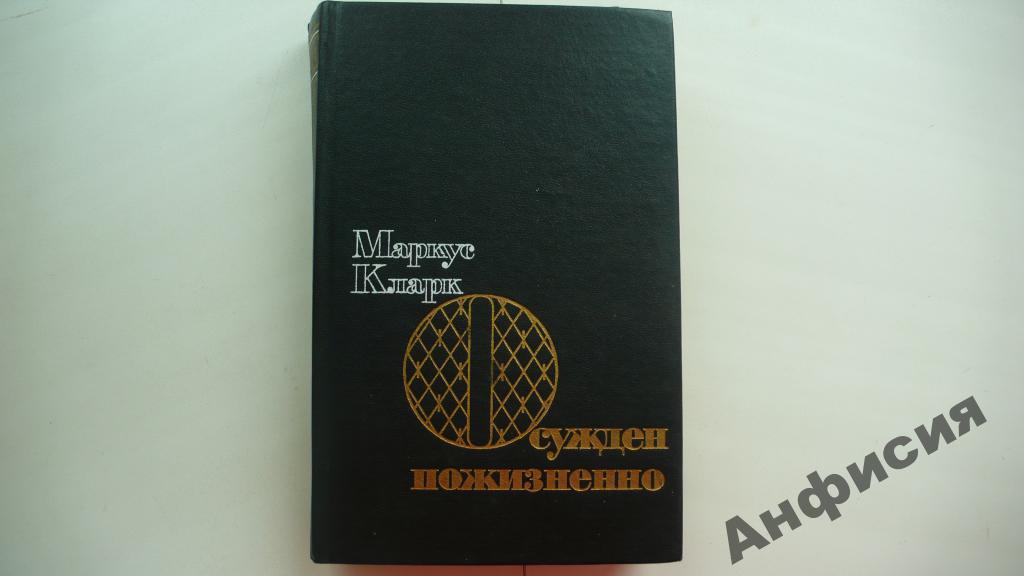 Маркус
Кларк
Осужден
пожизненно
Анфисия